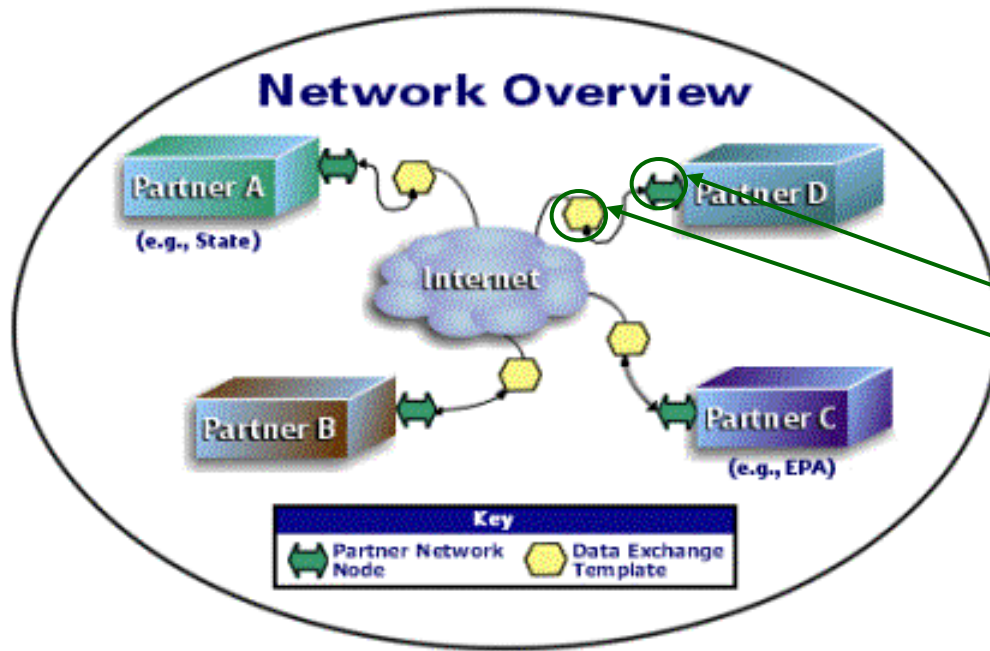 Network Overview
Partner A
(e.g., State)
Partner D
Internet
Partner B
Partner C
(e.g., EPA)
Key
Partner Network
Node
Data Exchange
Template